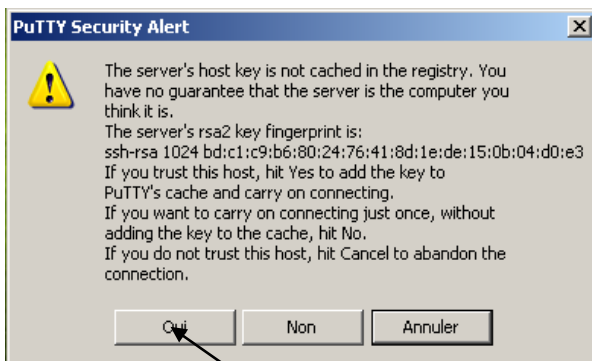 PuTTY Security Alert
The server's host key is not cached in the registry. You
have no guarantee that the server is the computer you
think it is.
The server's rsa2 key fingerprint is:
ssh-rsa 1024 bd:c1:c9:b6:80:24:76:41:8d:1e:de:15:0b:04:d0:e3
If you trust this host, hit Yes to add the key to
PuTTY's cache and carry on connecting.
If you want to carry on connecting just once, without
adding the key to the cache, hit No.
If you do not trust this host, hit Cancel to abandon the
connection.
Oui Non Annuler